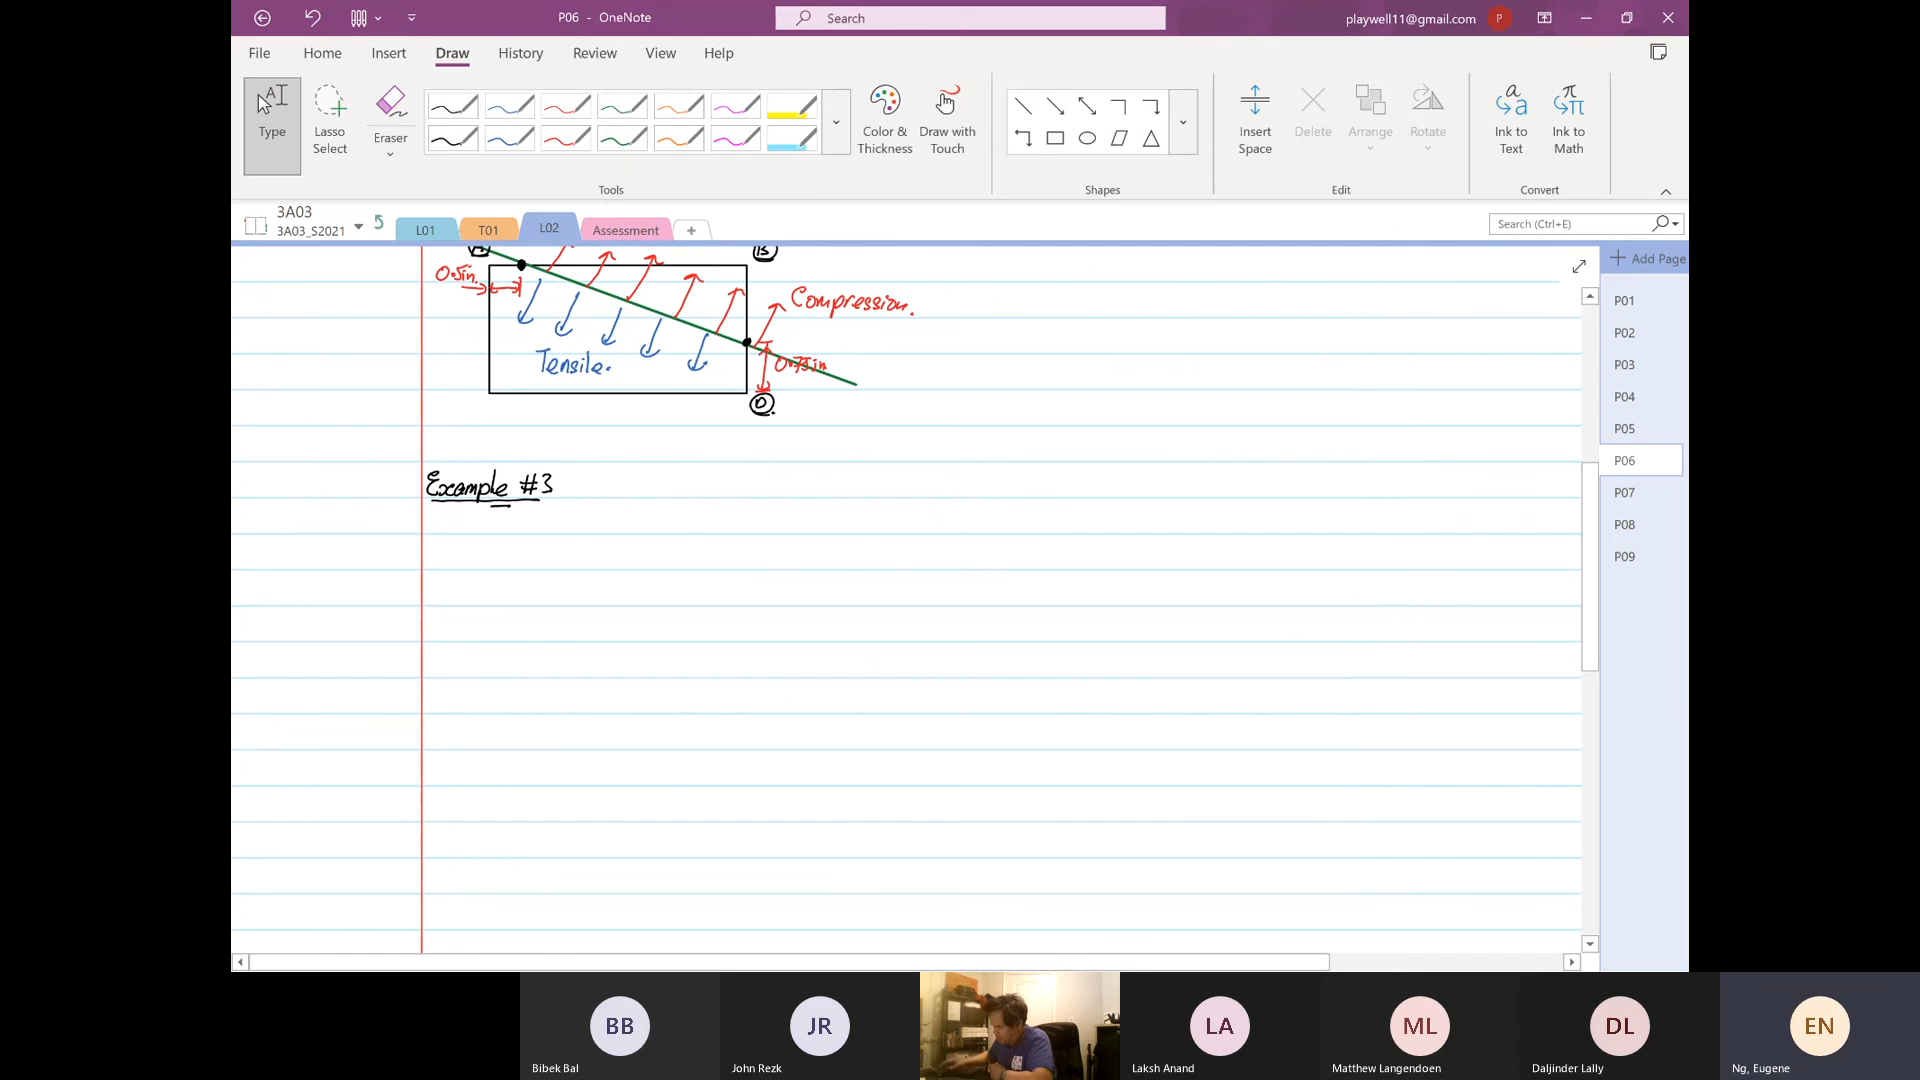 P06 - OneNote
Search
playwell11@gmail.com
P
File
Home
Insert
Draw
History
Review
View
Help
Type
Lasso Select
Eraser
Color & Thickness
Draw with Touch
Insert Space
Delete
Arrange
Rotate
Ink to Text
Ink to Math
Tools
Shapes
Edit
Convert
3A03
3A03_S2021
L01
T01
L02
Assessment
Search (Ctrl+E)
Add Page
P01
P02
P03
P04
P05
P06
P07
P08
P09
B
0.5in.
Compression.
Tensile.
0.75in
D
Example #3
BB
JR
LA
ML
DL
EN
Bibek Bal
John Rezk
Laksh Anand
Matthew Langendoen
Daljinder Lally
Ng, Eugene